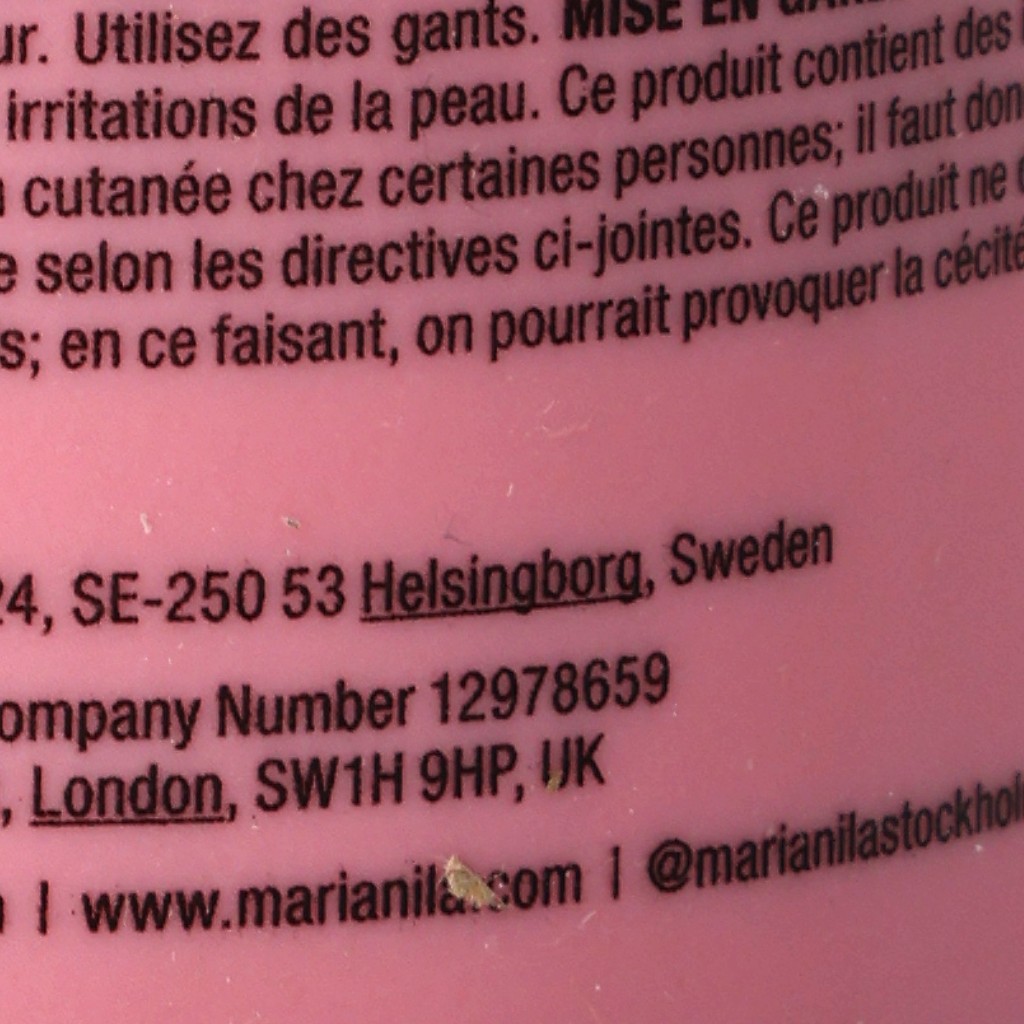 ur. Utilisez des gants. MISE EN
irritations de la peau. Ce produit contient des
cutanée chez certaines personnes; il faut don
e selon les directives ci-jointes. Ce produit ne
s; en ce faisant, on pourrait provoquer la cécité
24, SE-250 53 Helsingborg, Sweden
ompany Number 12978659
, London, SW1H 9HP, UK
| www.marianila.com | @marianilastockhol